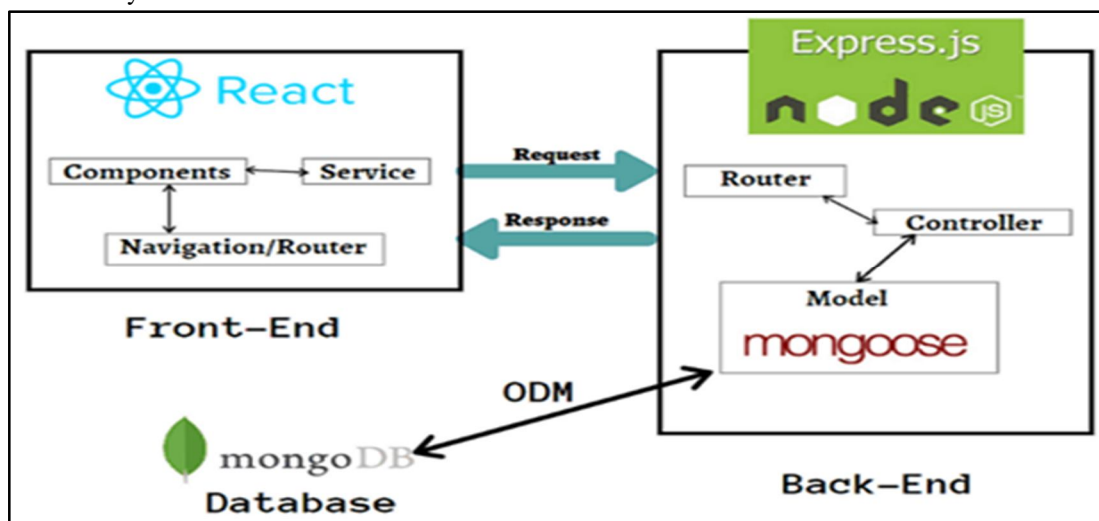 React
Components
Service
Navigation/Router
Front-End
Request
Response
Express.js
node
JS
Router
Controller
Model
mongoose
Back-End
ODM
mongoDB
Database